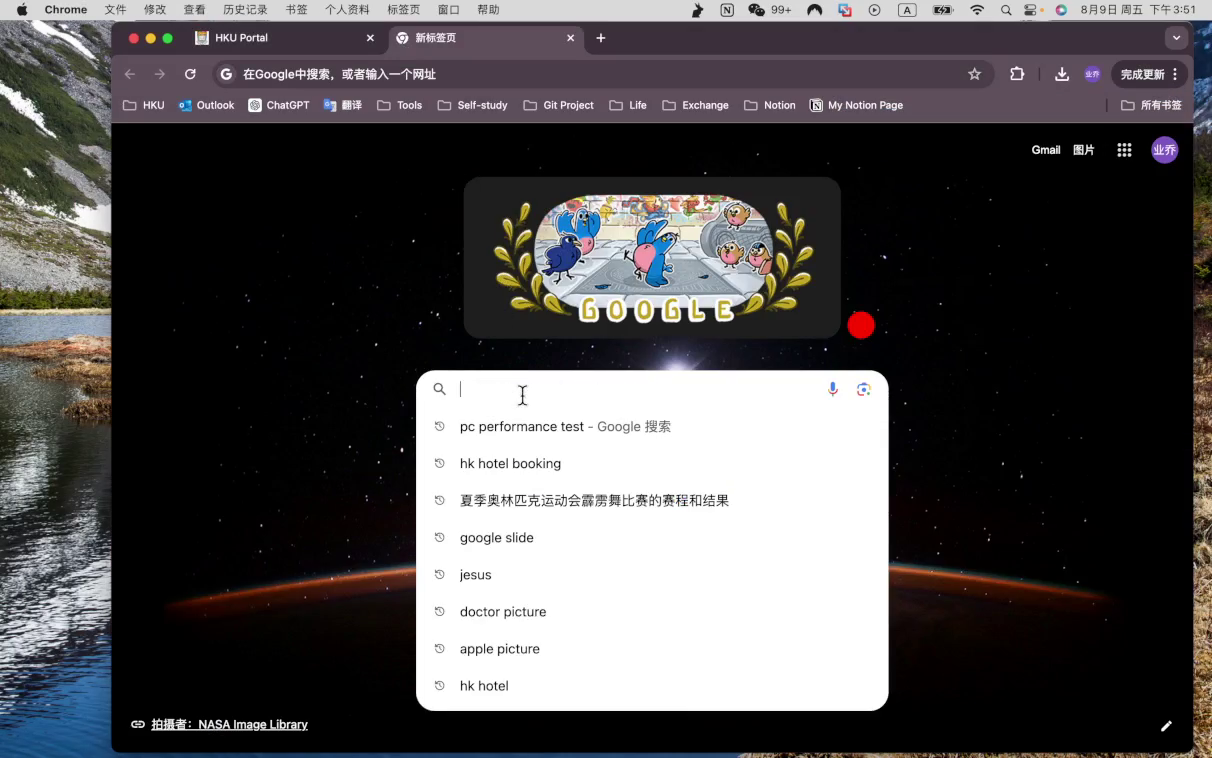 Chrome 文件 修改 查看 历史记录 书签 个人资料 标签页 窗口 帮助 99+ A 8月9日 周五 下午3:51
HKU Portal 新标签页
在Google中搜索，或者输入一个网址 业乔 完成更新
HKU Outlook ChatGPT 翻译 Tools Self-study Git Project Life Exchange Notion My Notion Page 所有书签
Gmail 图片 业乔
GOOGLE
pc performance test - Google 搜索
hk hotel booking
夏季奥林匹克运动会霹雳舞比赛的赛程和结果
google slide
jesus
doctor picture
apple picture
hk hotel
拍摄者：NASA Image Library